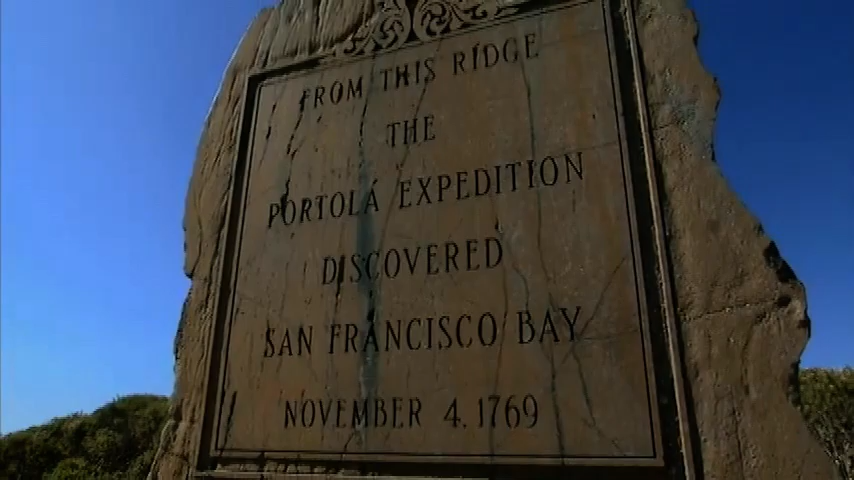 FROM THIS RIDGE
THE
PORTOLÁ EXPEDITION
DISCOVERED
SAN FRANCISCO BAY
NOVEMBER 4, 1769